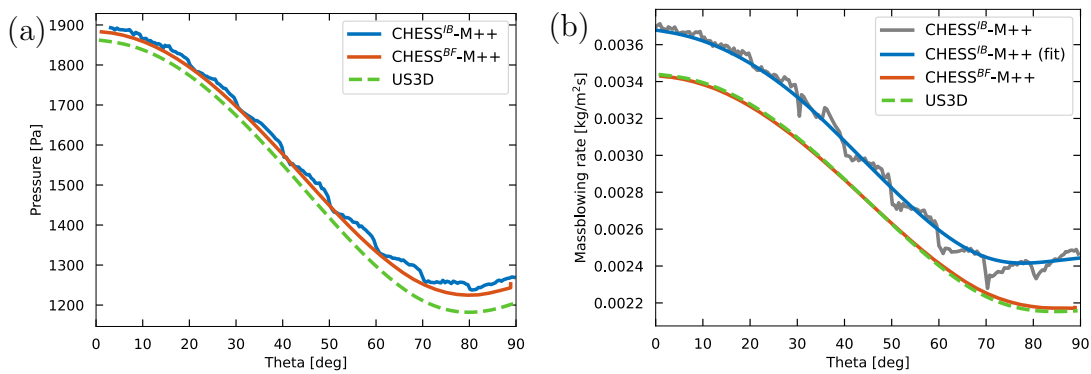 (a)
Pressure [Pa]
1900
1800
1700
1600
1500
1400
1300
1200
0 10 20 30 40 50 60 70 80 90
Theta [deg]
CHESS^{IB}-M++
CHESS^{BF}-M++
US3D
(b)
Massblowing rate [kg/m²s]
0.0036
0.0034
0.0032
0.0030
0.0028
0.0026
0.0024
0.0022
0 10 20 30 40 50 60 70 80 90
Theta [deg]
CHESS^{IB}-M++
CHESS^{IB}-M++ (fit)
CHESS^{BF}-M++
US3D